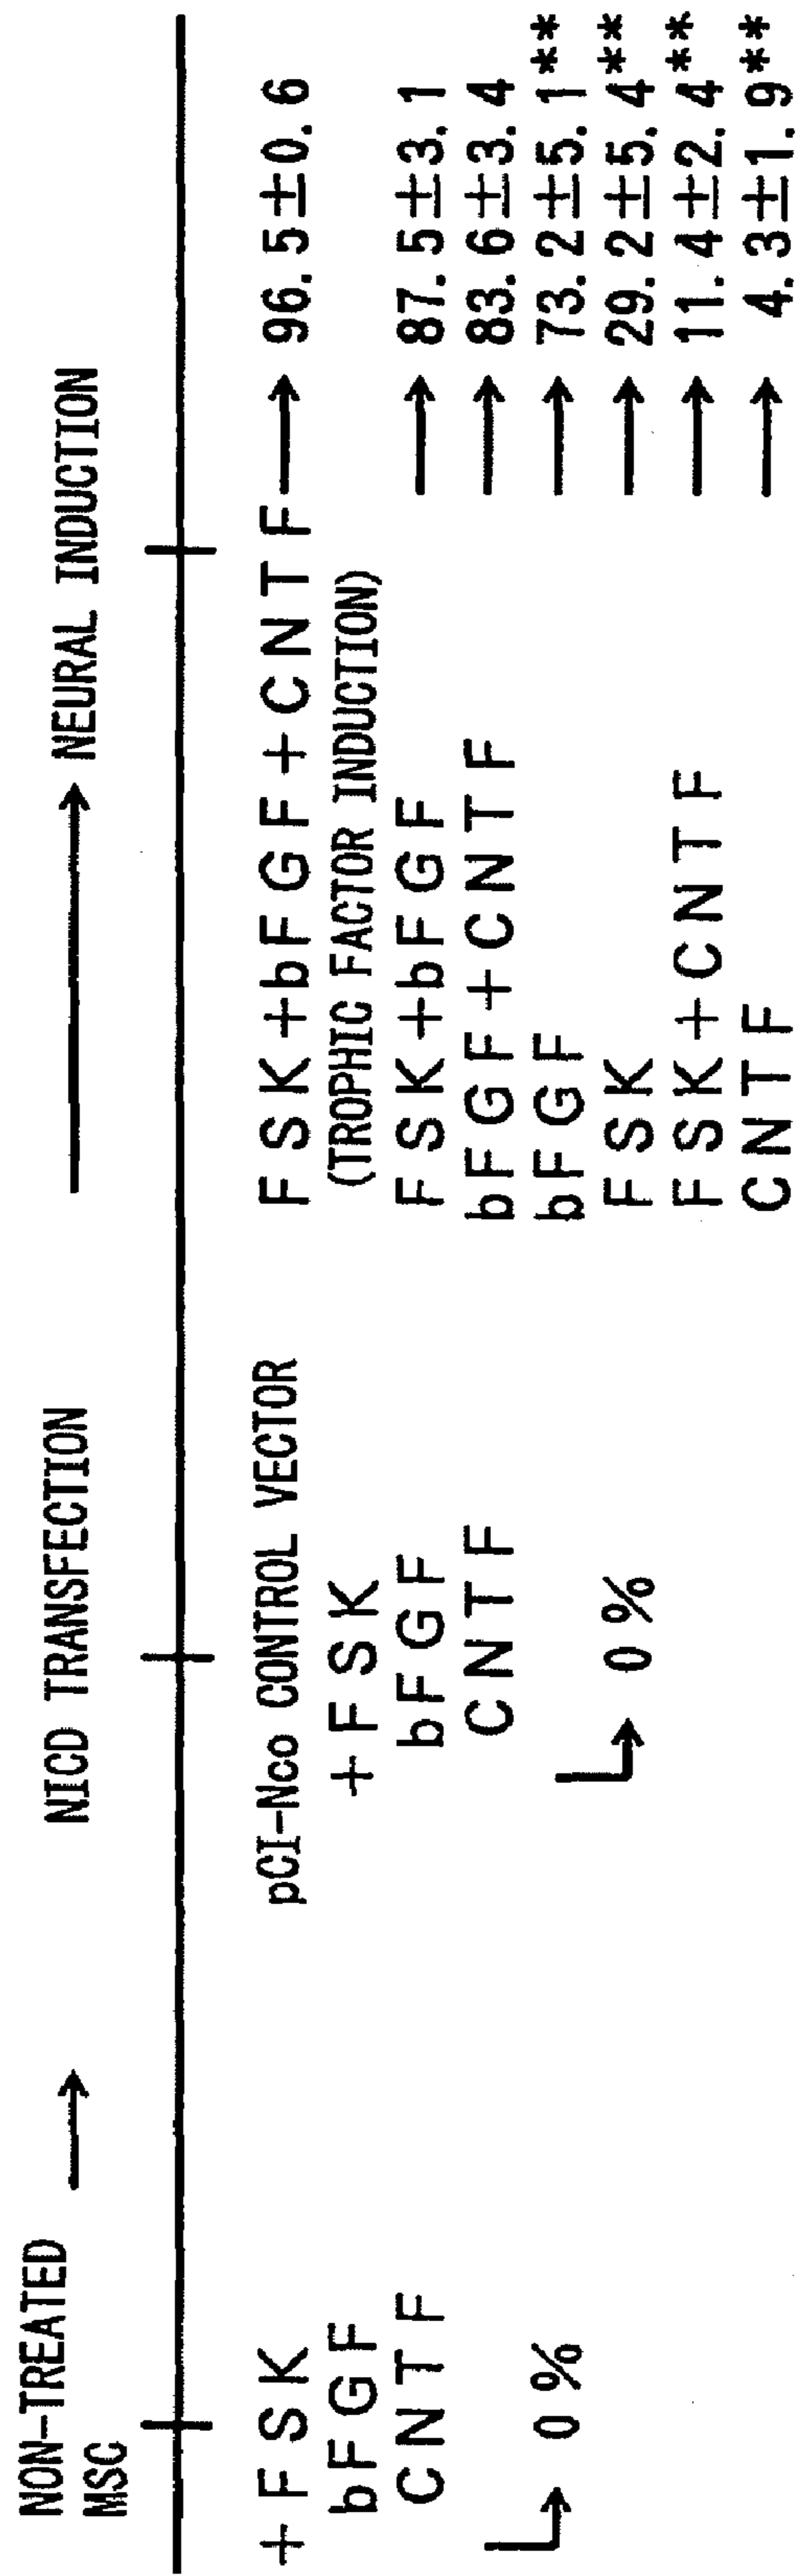 NON-TREATED
MSC
→
NICD TRANSFECTION
→ NEURAL INDUCTION
+FSK
bFGF
CNTF
0%
pCI-Nco CONTROL VECTOR
+FSK
bFGF
CNTF
0%
FSK+bFGF+CNTF → 96.5±0.6
(TROPHIC FACTOR INDUCTION)
FSK+bFGF → 87.5±3.1
bFGF+CNTF → 83.6±3.4
bFGF → 73.2±5.1**
FSK → 29.2±5.4**
FSK+CNTF → 11.4±2.4**
CNTF → 4.3±1.9**